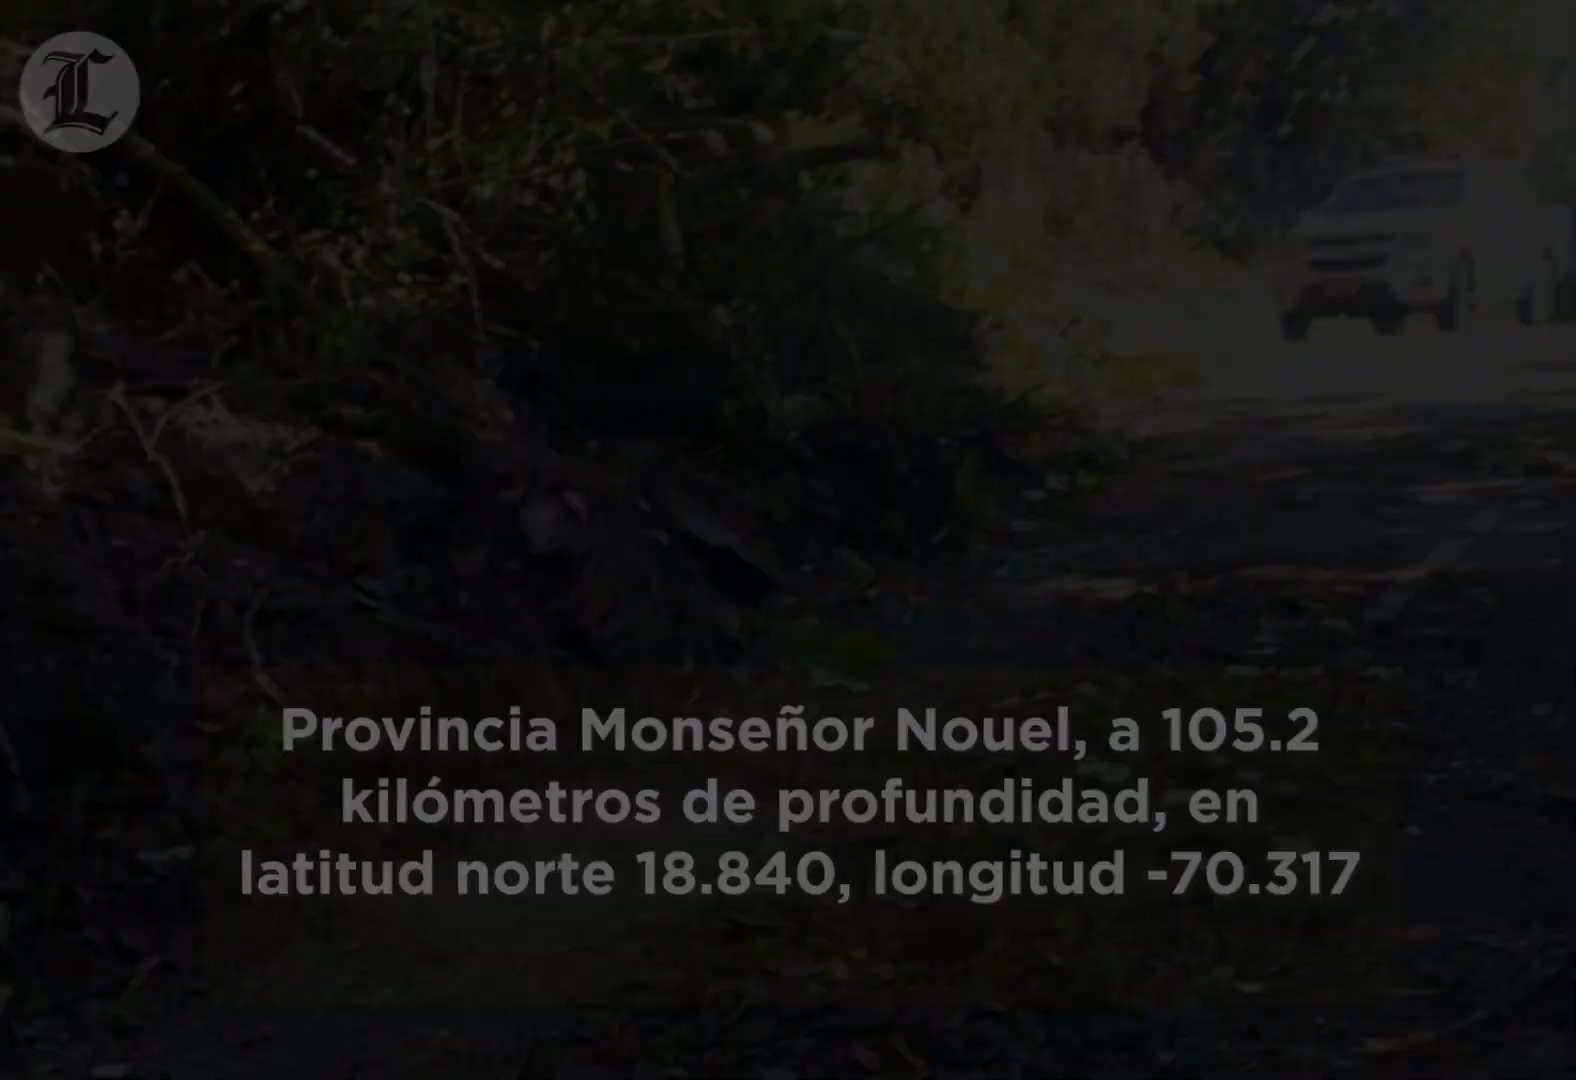 L
Provincia Monseñor Nouel, a 105.2
kilómetros de profundidad, en
latitud norte 18.840, longitud -70.317